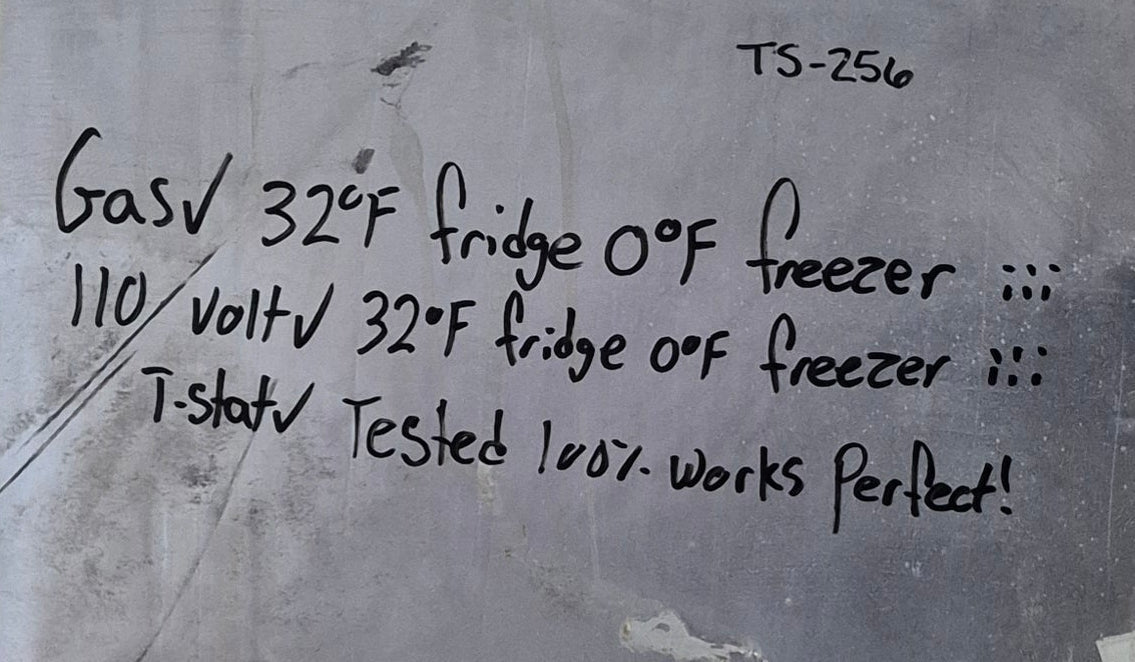 TS-256
Gas✓ 32°F fridge 0°F freezer ;;;
110 volt✓ 32°F fridge 0°F freezer ;;;
T-stat✓ Tested 100% works Perfect!